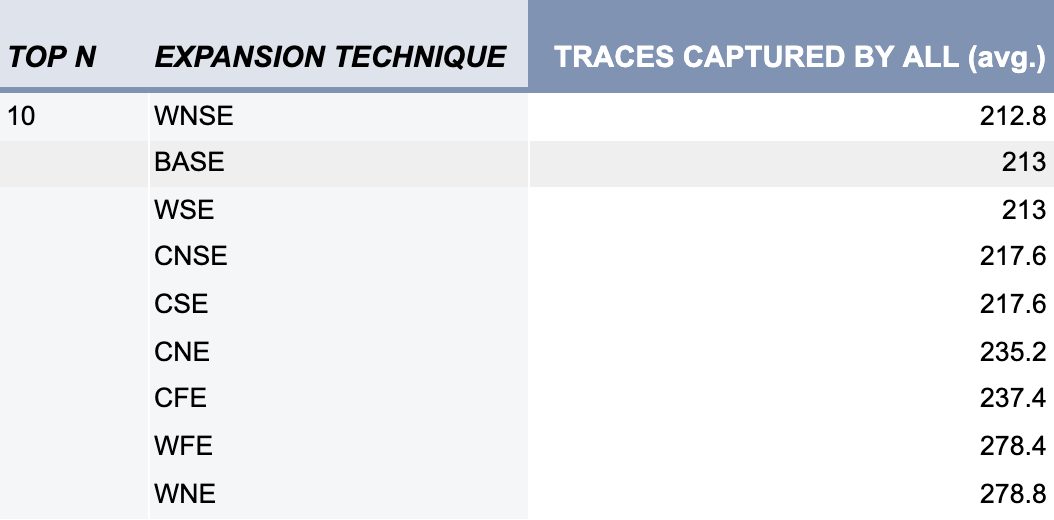 TOP N EXPANSION TECHNIQUE TRACES CAPTURED BY ALL (avg.)
10 WNSE 212.8
BASE 213
WSE 213
CNSE 217.6
CSE 217.6
CNE 235.2
CFE 237.4
WFE 278.4
WNE 278.8